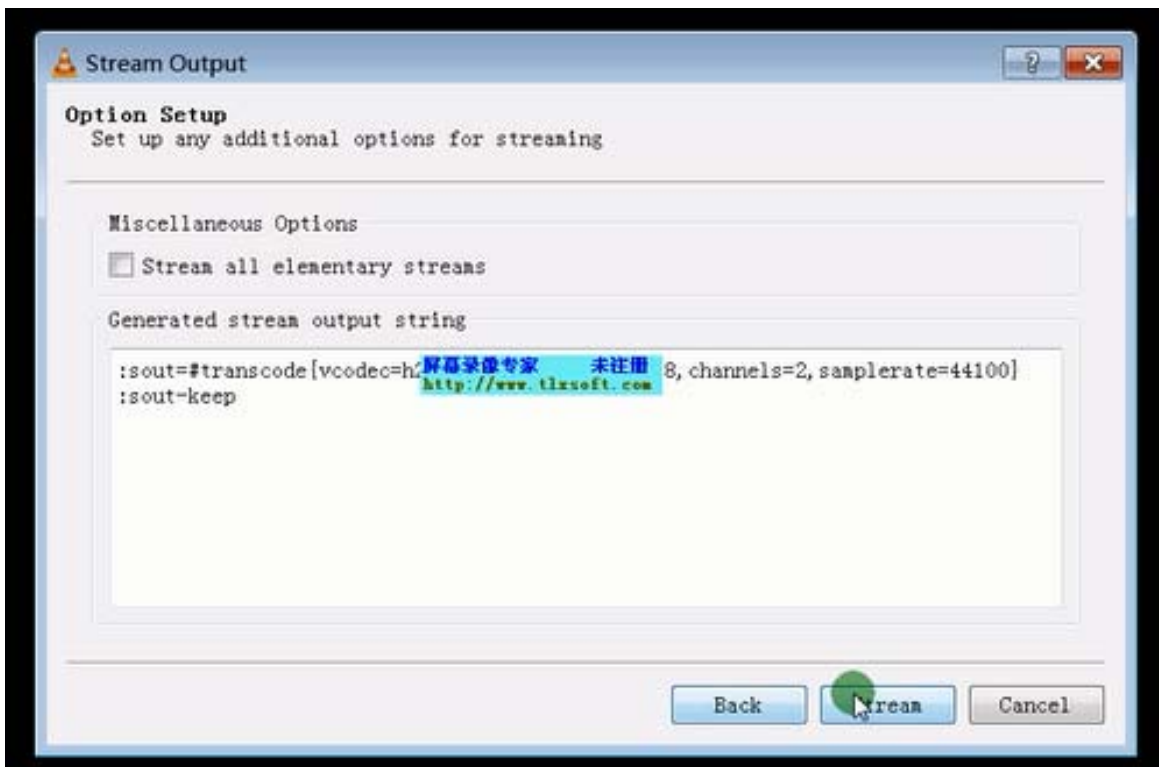 Stream Output
Option Setup
Set up any additional options for streaming
Miscellaneous Options
Stream all elementary streams
Generated stream output string
:sout=#transcode[vcodec=h2 8,channels=2,samplerate=44100]
屏幕录像专家 未注册
http://www.tlxsoft.com
:sout-keep
Back
Stream
Cancel